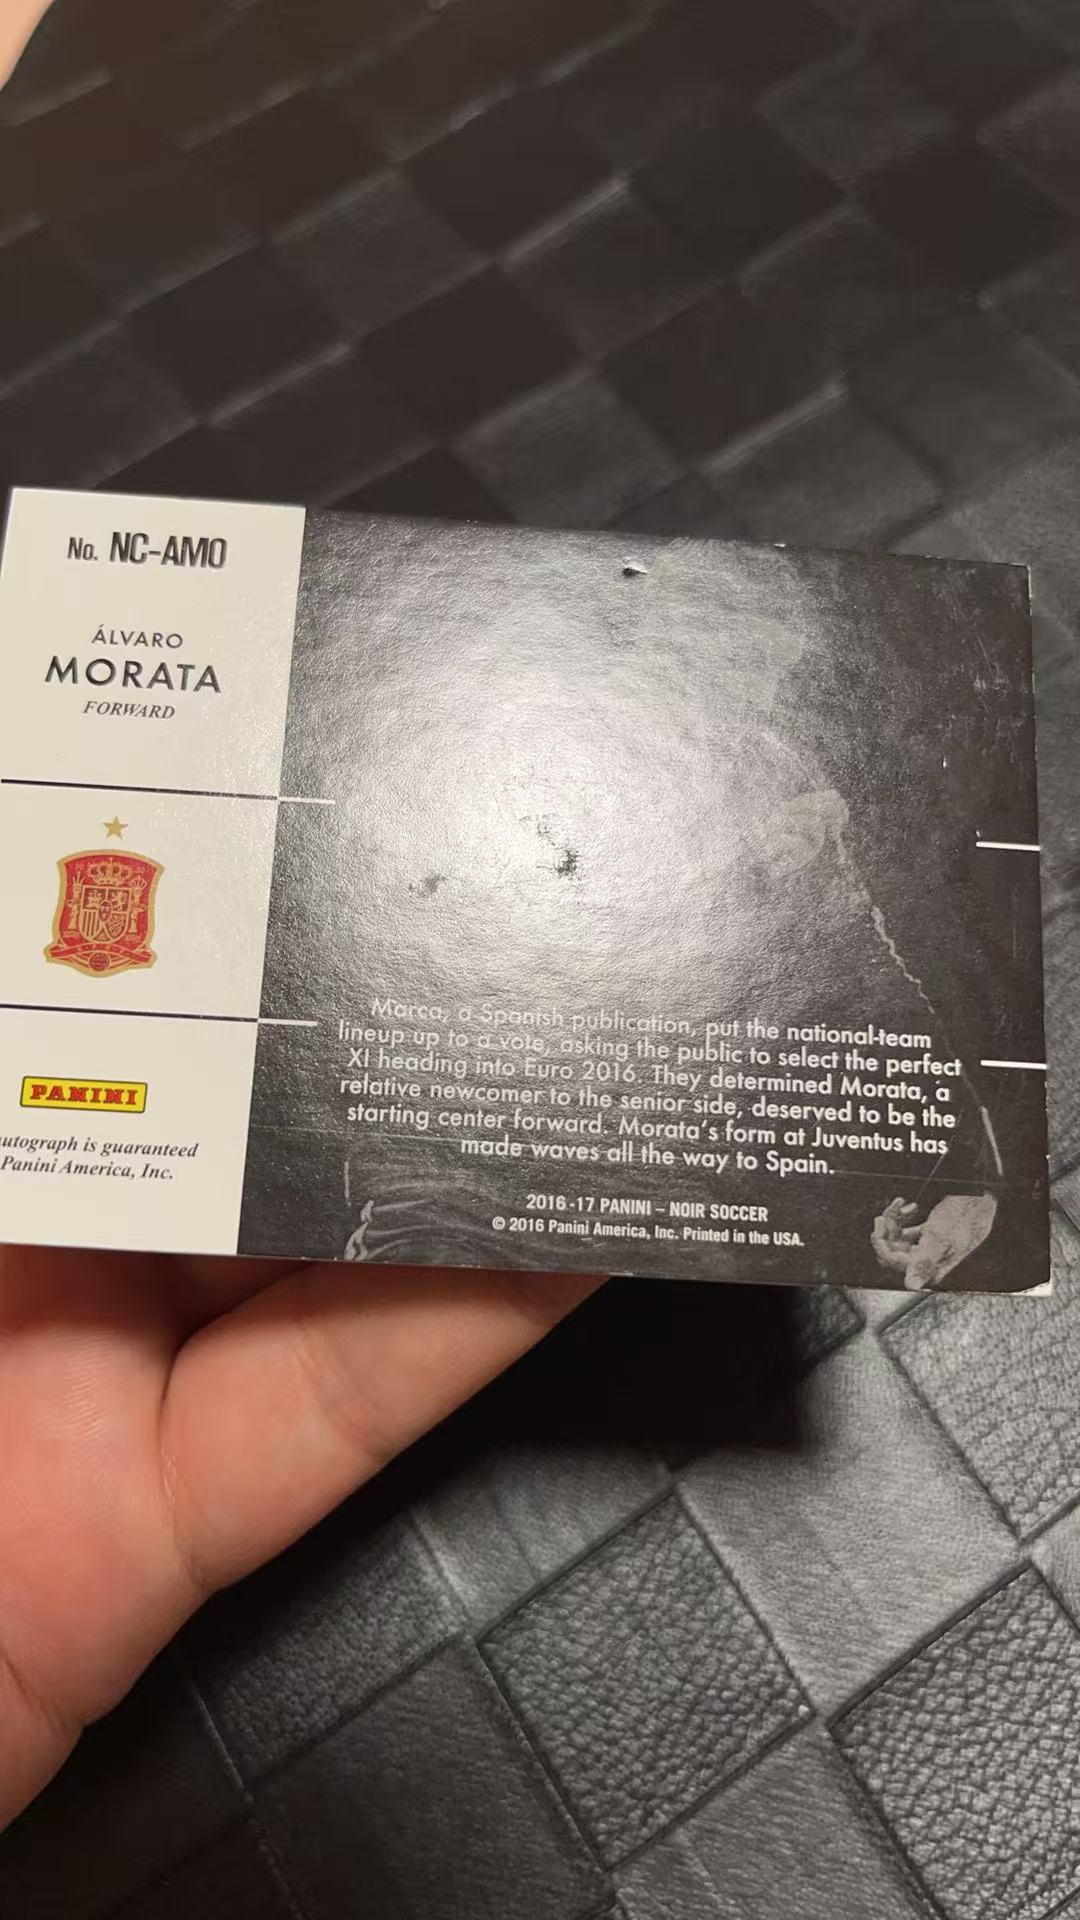 No. NC-AMO
ÁLVARO
MORATA
FORWARD
PANINI
utograph is guaranteed
Panini America, Inc.
Marca, a Spanish publication, put the national-team
lineup up to a vote, asking the public to select the perfect
XI heading into Euro 2016. They determined Morata, a
relative newcomer to the senior side, deserved to be the
starting center forward. Morata's form at Juventus has
made waves all the way to Spain.
2016-17 PANINI – NOIR SOCCER
© 2016 Panini America, Inc. Printed in the USA.